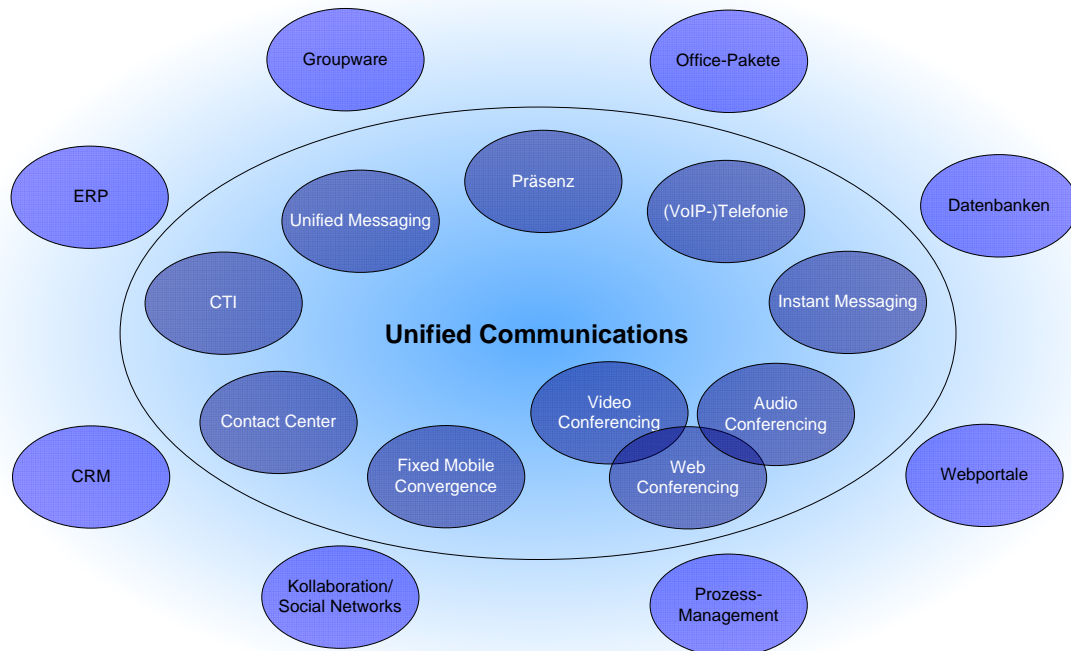 Groupware
Office-Pakete
Präsenz
ERP
(VoIP-)Telefonie
Datenbanken
Unified Messaging
CTI
Instant Messaging
Unified Communications
Video
Conferencing
Audio
Conferencing
Contact Center
Fixed Mobile
Convergence
Web
Conferencing
CRM
Webportale
Kollaboration/
Social Networks
Prozess-
Management